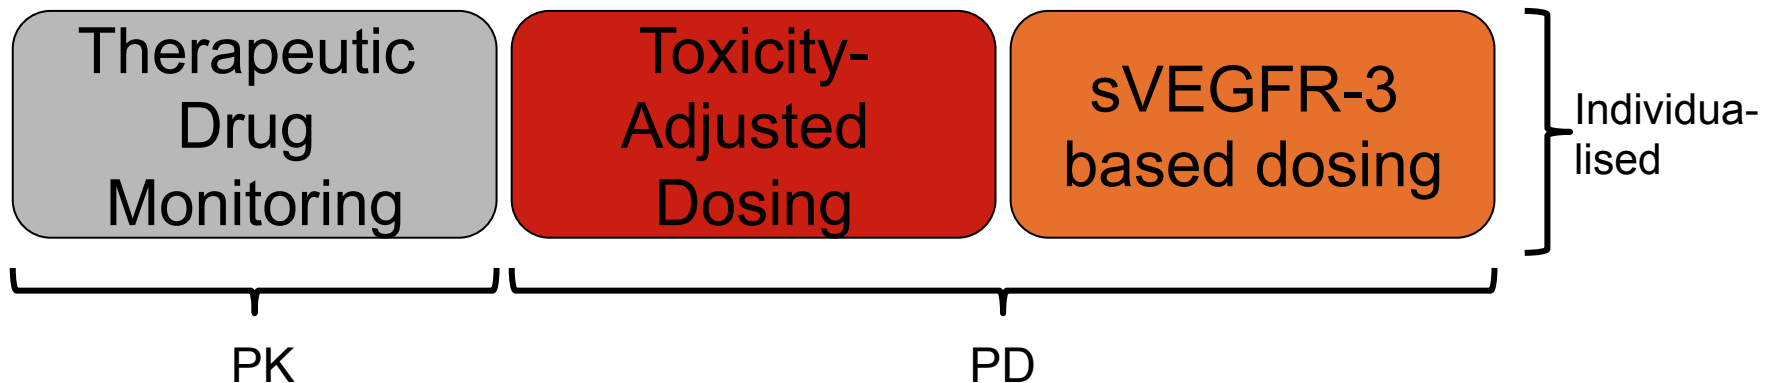 Therapeutic
Drug
Monitoring
Toxicity-
Adjusted
Dosing
sVEGFR-3
based dosing
Individua-
lised
PK
PD